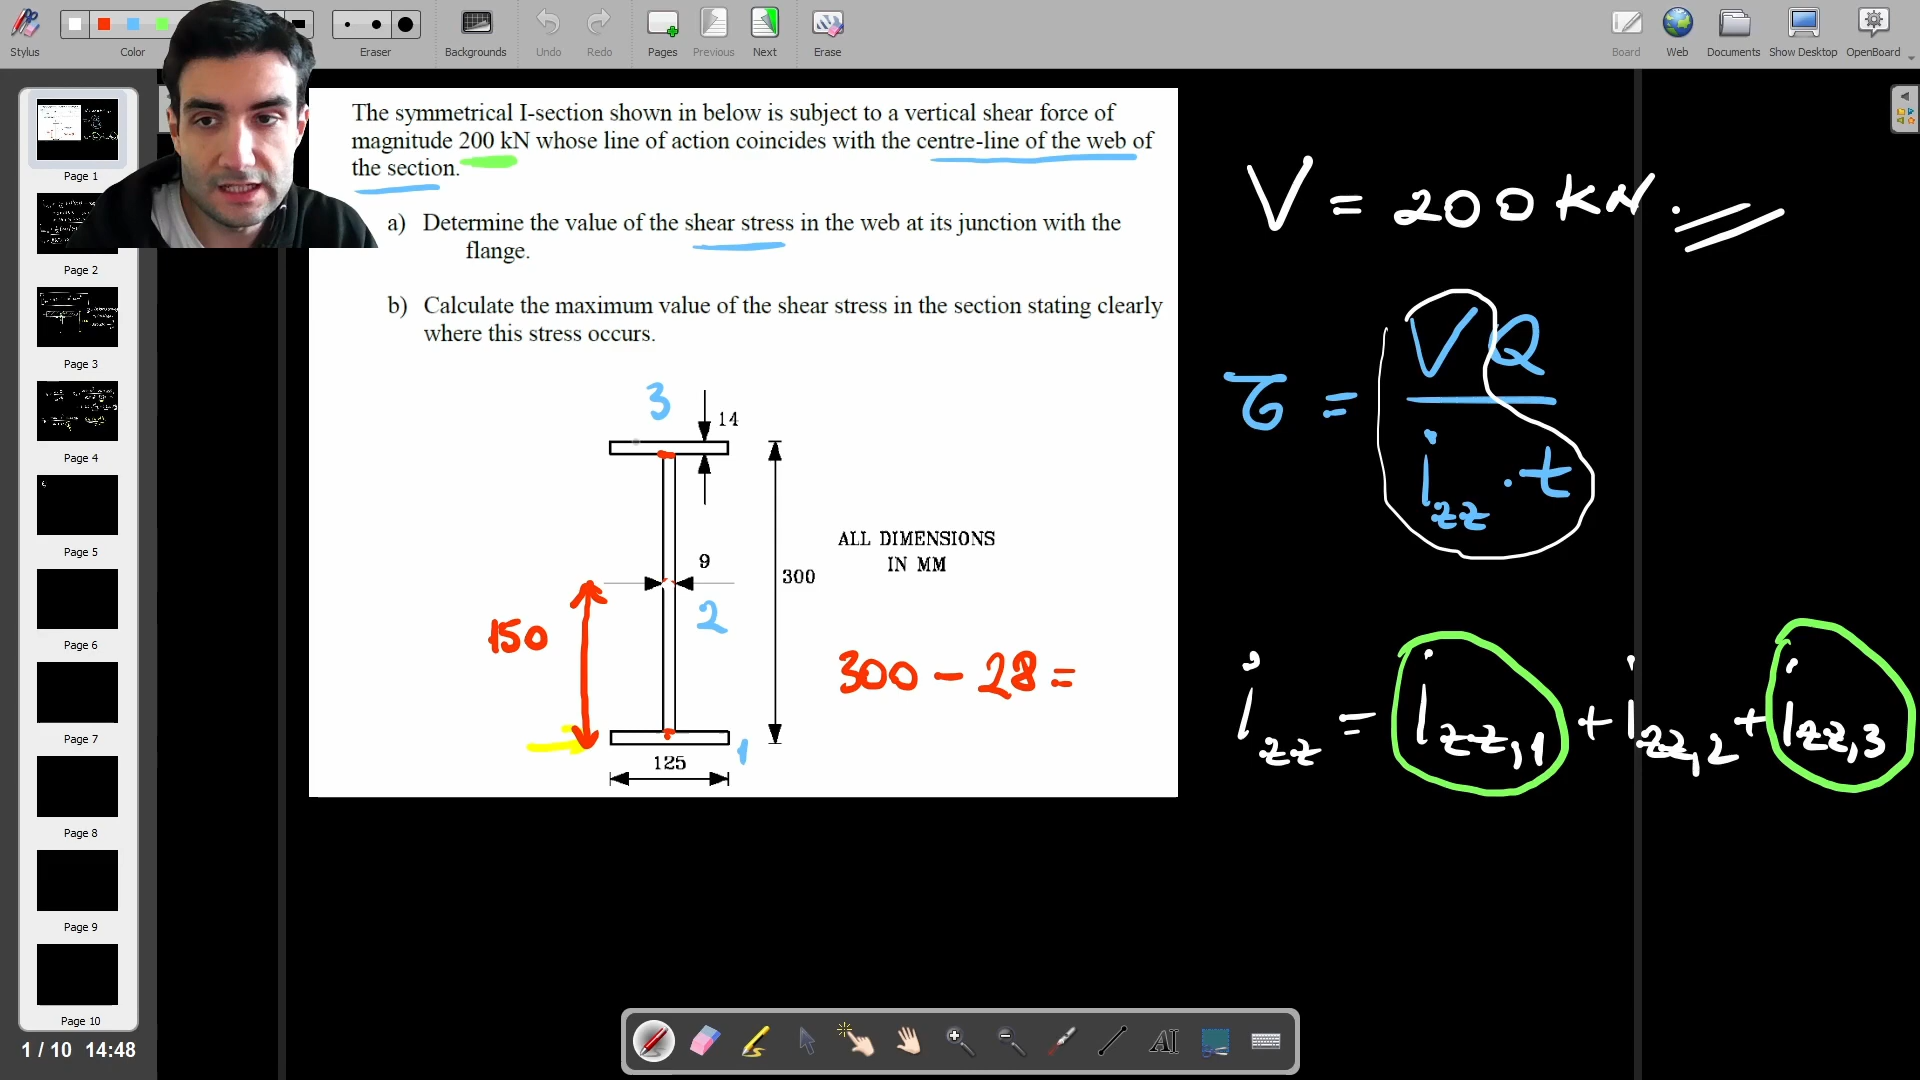 Stylus
Color
Eraser
Backgrounds
Undo
Redo
Pages
Previous
Next
Erase
Board
Web
Documents
Show Desktop
OpenBoard
Page 1
Page 2
Page 3
Page 4
Page 5
Page 6
Page 7
Page 8
Page 9
Page 10
1 / 10 14:48
The symmetrical I-section shown in below is subject to a vertical shear force of
magnitude 200 kN whose line of action coincides with the centre-line of the web of
the section.
a) Determine the value of the shear stress in the web at its junction with the
flange.
b) Calculate the maximum value of the shear stress in the section stating clearly
where this stress occurs.
3
14
9
2
300
150
125
1
ALL DIMENSIONS
IN MM
300 - 28 =
V = 200 kN.
τ = VQ
i_zz . t
i_zz = i_zz,1 + i_zz,2 + i_zz,3
AI